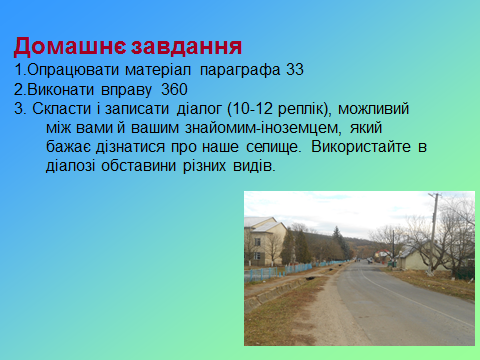 Домашнє завдання
1.Опрацювати матеріал параграфа 33
2.Виконати вправу 360
3. Скласти і записати діалог (10-12 реплік), можливий
між вами й вашим знайомим-іноземцем, який
бажає дізнатися про наше селище. Використайте в
діалозі обставини різних видів.